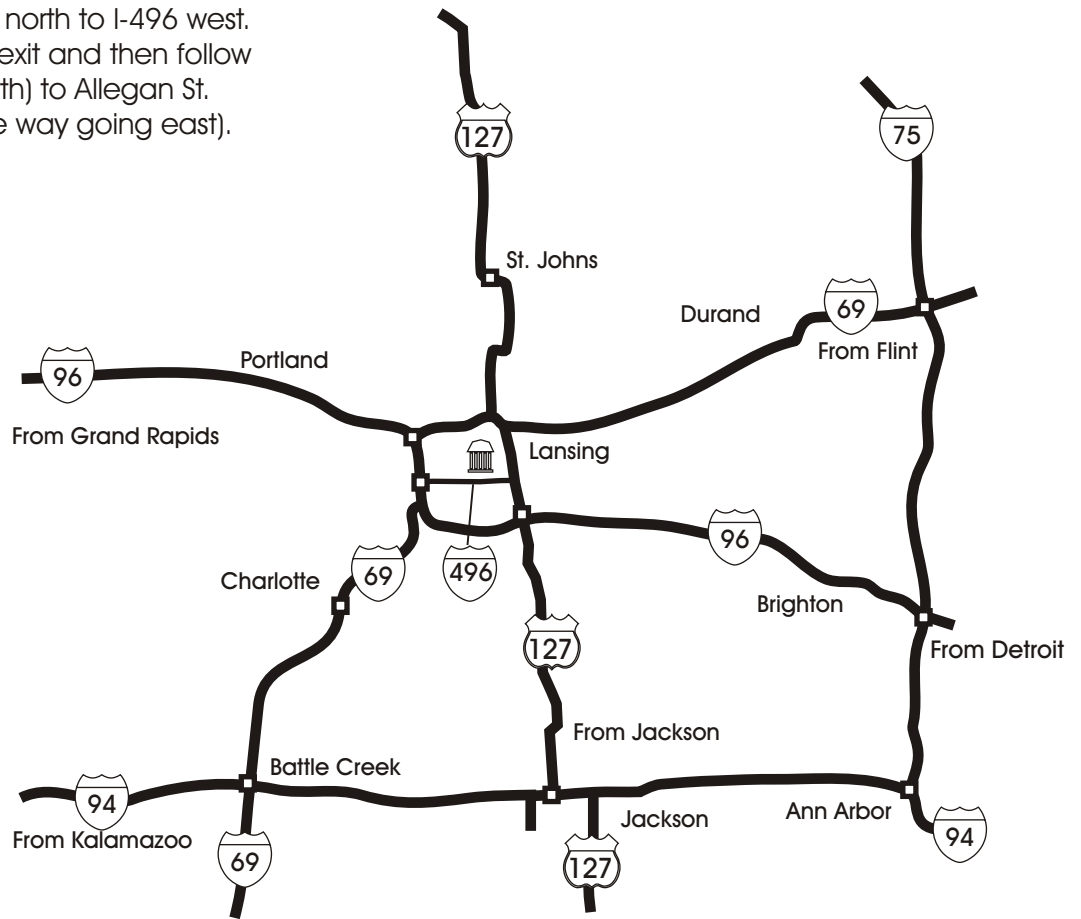 north to I-496 west.
exit and then follow
th) to Allegan St.
e way going east).
127
75
St. Johns
Durand
69
From Flint
Portland
96
From Grand Rapids
Lansing
96
69
496
Charlotte
Brighton
127
From Detroit
From Jackson
Battle Creek
94
From Kalamazoo
Jackson
Ann Arbor
94
69
127